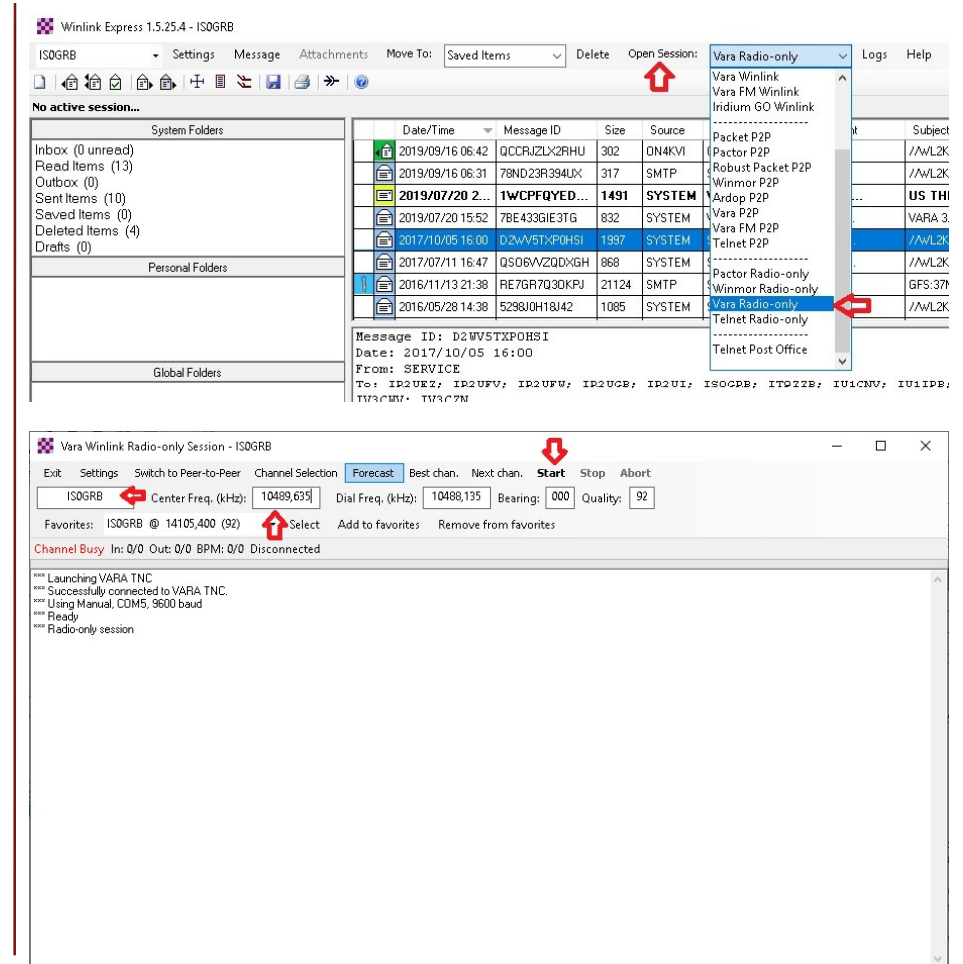 Winlink Express 1.5.25.4 - IS0GRB
IS0GRB Settings Message Attachments Move To: Saved Items Delete Open Session: Vara Radio-only Logs Help
No active session...
System Folders
Inbox (0 unread)
Read Items (13)
Outbox (0)
Sent Items (10)
Saved Items (0)
Deleted Items (4)
Drafts (0)
Personal Folders
Global Folders
Date/Time Message ID Size Source Subject
2019/09/16 06:42 QCCRJZLX2RHU 302 ON4KVI //WL2K
2019/09/16 06:31 78ND23R394UX 317 SMTP //WL2K
2019/07/20 2... 1WCPFQYED... 1491 SYSTEM US THI
2019/07/20 15:52 7BE433GIE3TG 832 SYSTEM VARA 3.
2017/10/05 16:00 D2WV5TXP0HSI 1997 SYSTEM //WL2K
2017/07/11 16:47 QSO6VVZQDXGH 868 SYSTEM //WL2K
2016/11/13 21:38 RE7GR7Q3OKPJ 21124 SMTP GFS:37N
2016/05/28 14:38 5298J0H18J42 1085 SYSTEM //WL2K
Vara Winlink
Vara FM Winlink
Iridium GO Winlink
------------------
Packet P2P
Pactor P2P
Robust Packet P2P
Winmor P2P
Ardop P2P
Vara P2P
Vara FM P2P
Telnet P2P
------------------
Pactor Radio-only
Winmor Radio-only
Vara Radio-only
Telnet Radio-only
------------------
Telnet Post Office
Message ID: D2WV5TXP0HSI
Date: 2017/10/05 16:00
From: SERVICE
To: IR2UEZ; IR2UFV; IR2UFW; IR2UGB; IR2UI; IS0GRB; IT9ZZB; IU1CNV; IU1IPB;
IV3CHV; IV3CZN
Vara Winlink Radio-only Session - IS0GRB
Exit Settings Switch to Peer-to-Peer Channel Selection Forecast Best chan. Next chan. Start Stop Abort
IS0GRB Center Freq. (kHz): 10489,635 Dial Freq. (kHz): 10488,135 Bearing: 000 Quality: 92
Favorites: IS0GRB @ 14105,400 (92) Select Add to favorites Remove from favorites
Channel Busy In: 0/0 Out: 0/0 BPM: 0/0 Disconnected
*** Launching VARA TNC
*** Successfully connected to VARA TNC.
*** Using Manual, COM5, 9600 baud
*** Ready
*** Radio-only session